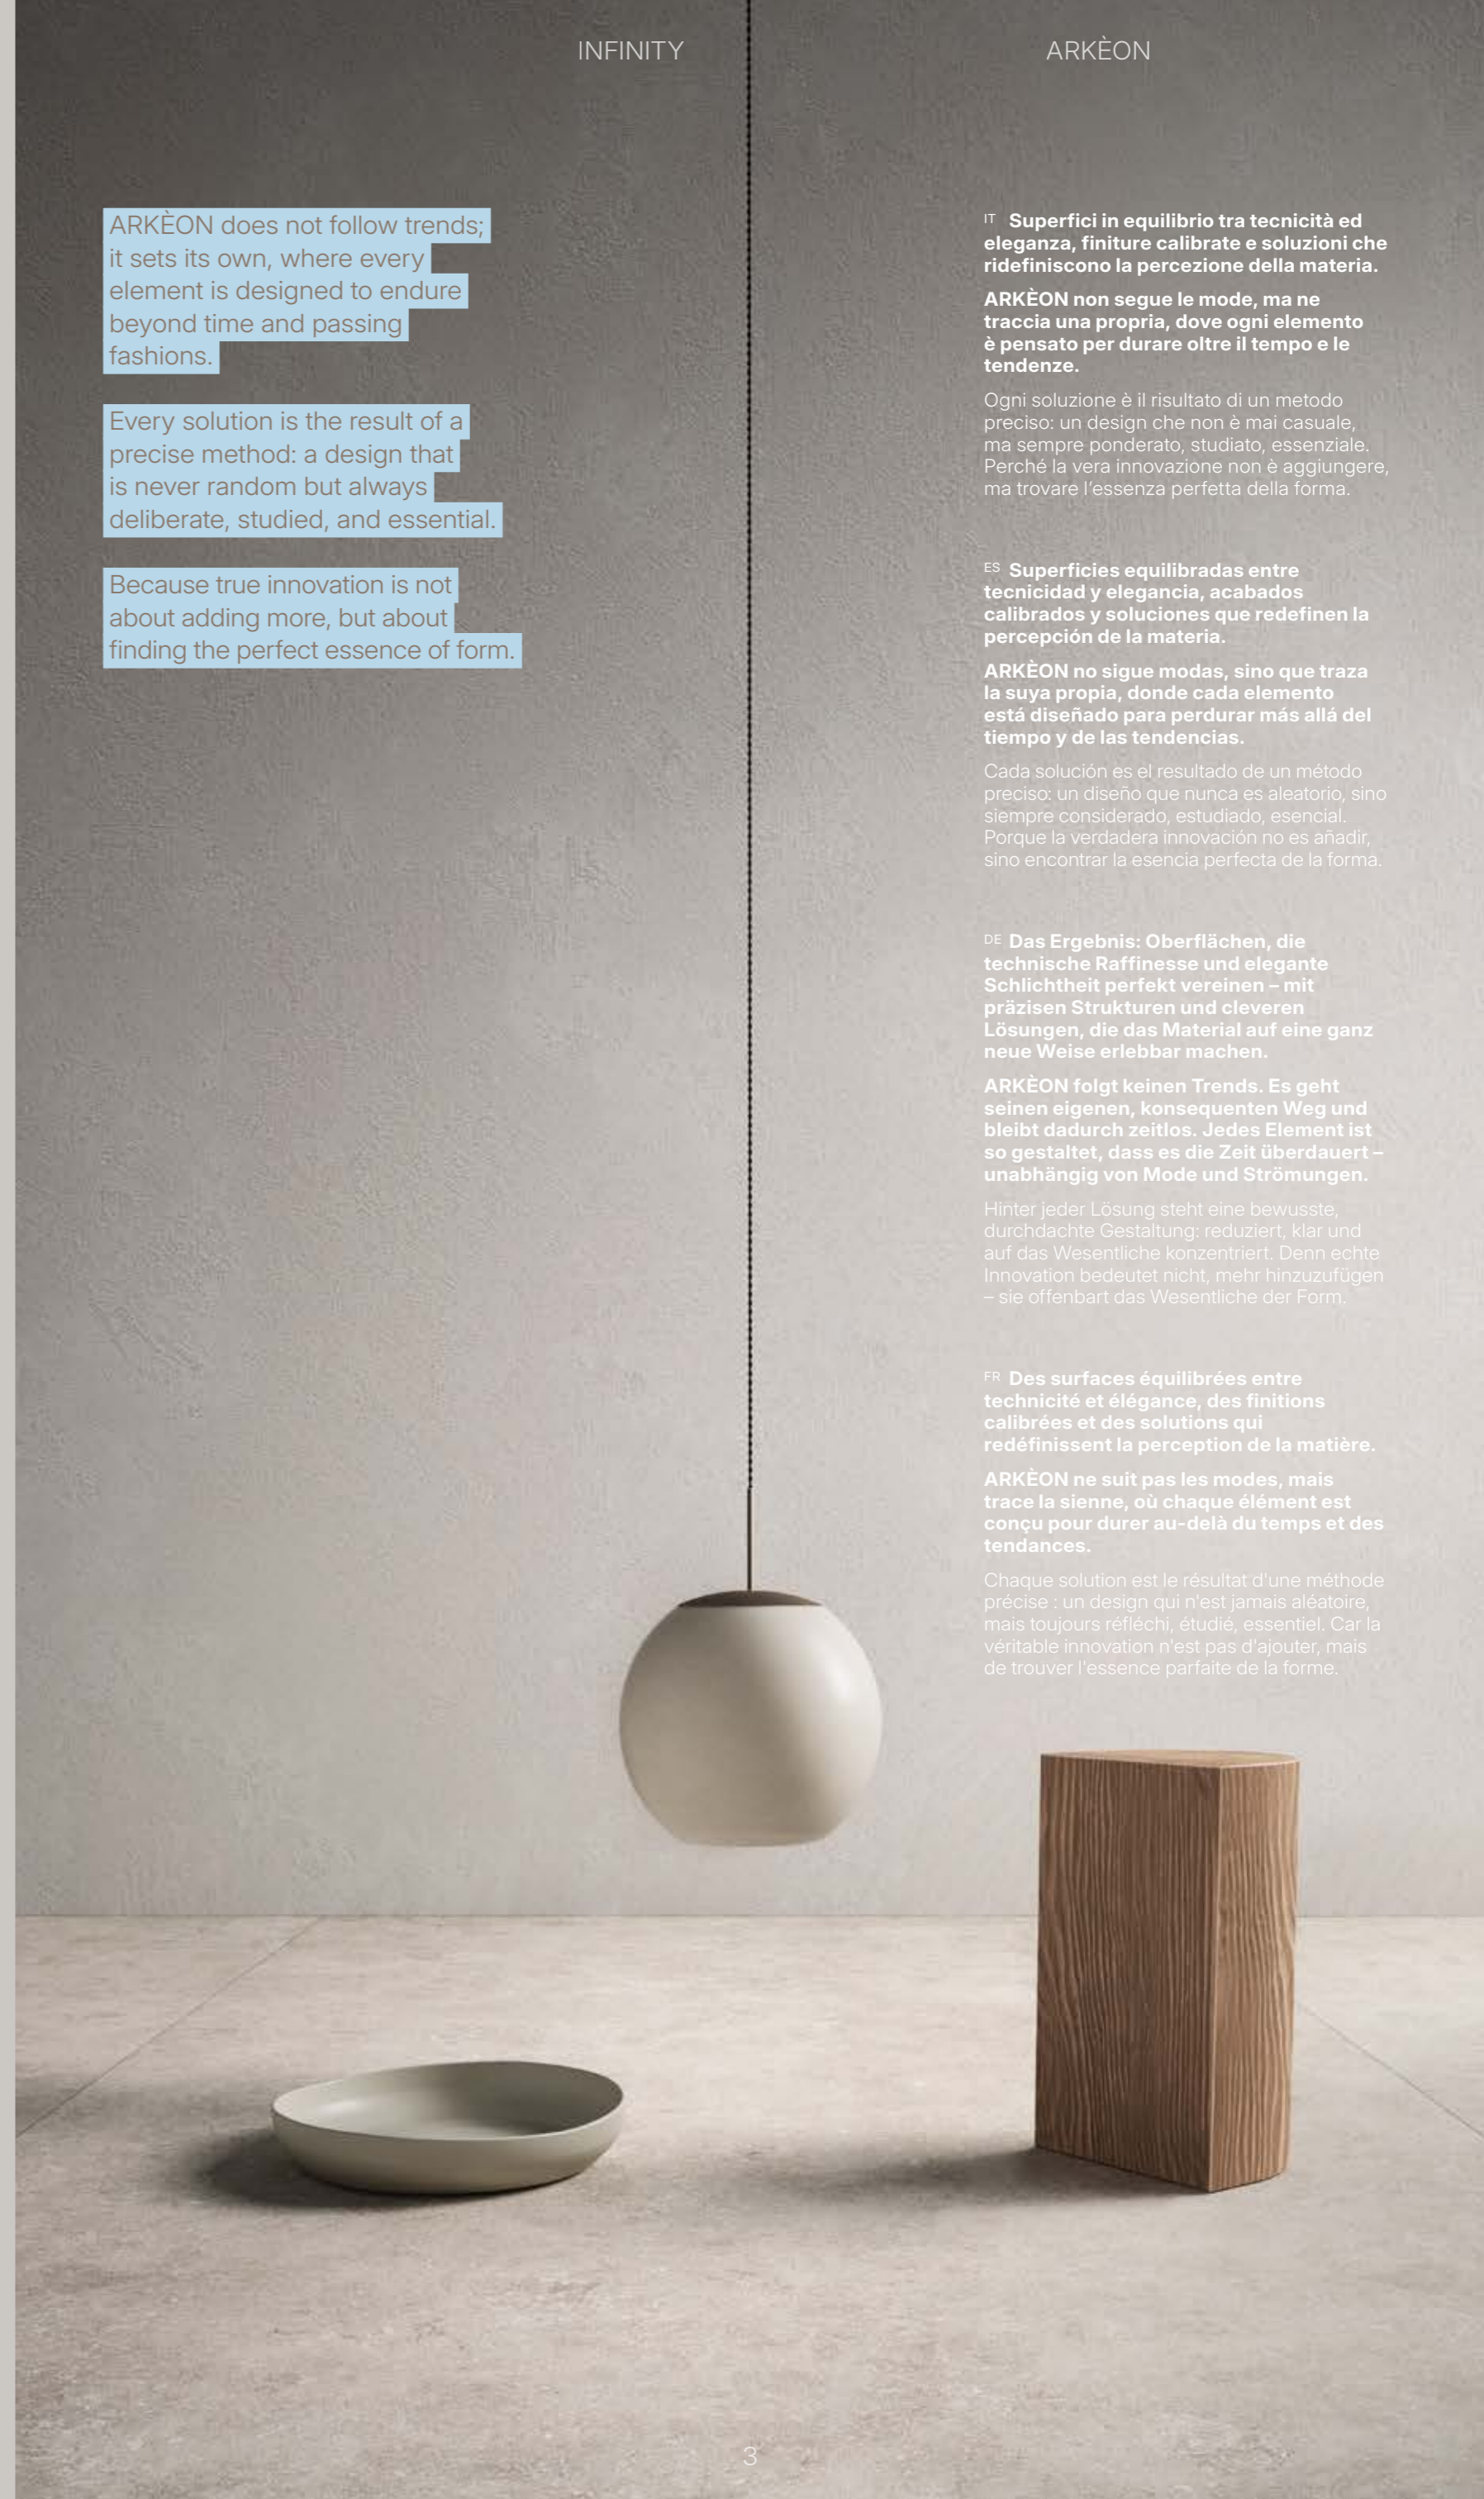 INFINITY
ARKÈON
ARKÈON does not follow trends;
it sets its own, where every
element is designed to endure
beyond time and passing
fashions.
Every solution is the result of a
precise method: a design that
is never random but always
deliberate, studied, and essential.
Because true innovation is not
about adding more, but about
finding the perfect essence of form.
IT Superfici in equilibrio tra tecnicità ed
eleganza, finiture calibrate e soluzioni che
ridefiniscono la percezione della materia.
ARKÈON non segue le mode, ma ne
traccia una propria, dove ogni elemento
è pensato per durare oltre il tempo e le
tendenze.
Ogni soluzione è il risultato di un metodo
preciso: un design che non è mai casuale,
ma sempre ponderato, studiato, essenziale.
Perché la vera innovazione non è aggiungere,
ma trovare l’essenza perfetta della forma.
ES Superficies equilibradas entre
tecnicidad y elegancia, acabados
calibrados y soluciones que redefinen la
percepción de la materia.
ARKÈON no sigue modas, sino que traza
la suya propia, donde cada elemento
está diseñado para perdurar más allá del
tiempo y de las tendencias.
Cada solución es el resultado de un método
preciso: un diseño que nunca es aleatorio, sino
siempre considerado, estudiado, esencial.
Porque la verdadera innovación no es añadir,
sino encontrar la esencia perfecta de la forma.
DE Das Ergebnis: Oberflächen, die
technische Raffinesse und elegante
Schlichtheit perfekt vereinen – mit
präzisen Strukturen und cleveren
Lösungen, die das Material auf eine ganz
neue Weise erlebbar machen.
ARKÈON folgt keinen Trends. Es geht
seinen eigenen, konsequenten Weg und
bleibt dadurch zeitlos. Jedes Element ist
so gestaltet, dass es die Zeit überdauert –
unabhängig von Mode und Strömungen.
Hinter jeder Lösung steht eine bewusste,
durchdachte Gestaltung: reduziert, klar und
auf das Wesentliche konzentriert. Denn echte
Innovation bedeutet nicht, mehr hinzuzufügen
– sie offenbart das Wesentliche der Form.
FR Des surfaces équilibrées entre
technicité et élégance, des finitions
calibrées et des solutions qui
redéfinissent la perception de la matière.
ARKÈON ne suit pas les modes, mais
trace la sienne, où chaque élément est
conçu pour durer au-delà du temps et des
tendances.
Chaque solution est le résultat d'une méthode
précise : un design qui n'est jamais aléatoire,
mais toujours réfléchi, étudié, essentiel. Car la
véritable innovation n'est pas d'ajouter, mais
de trouver l'essence parfaite de la forme.
3